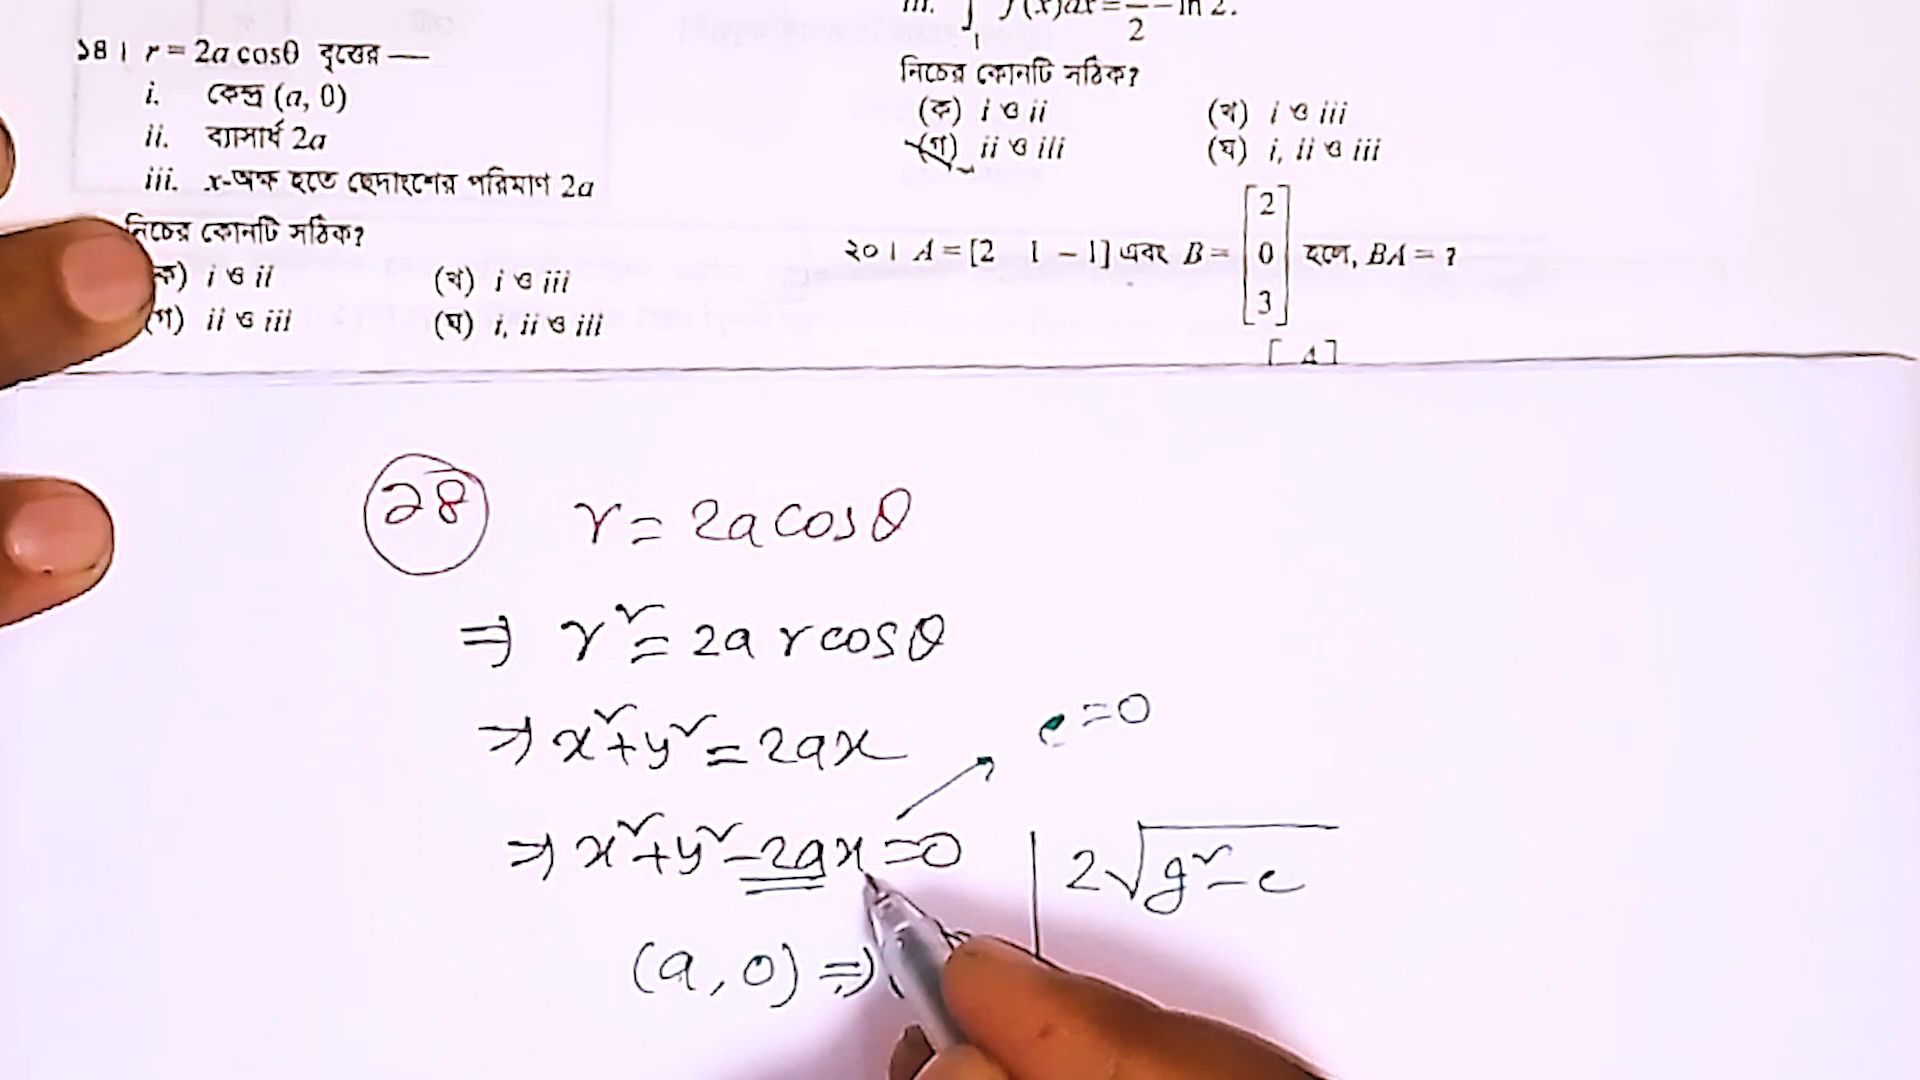 ১৪। r = 2a cosθ বৃত্তের —
i. কেন্দ্র (a, 0)
ii. ব্যাসার্ধ 2a
iii. x-অক্ষ হতে ছেদাংশের পরিমাণ 2a
নিচের কোনটি সঠিক?
ক) i ও ii (খ) i ও iii
(গ) ii ও iii (ঘ) i, ii ও iii
নিচের কোনটি সঠিক?
(ক) i ও ii (খ) i ও iii
(গ) ii ও iii (ঘ) i, ii ও iii
২০। A = [2 1 – 1] এবং B = [2 0 3] হলে, BA = ?
১৪ r = 2a cosθ
⇒ r² = 2a r cosθ
⇒ x²+y² = 2ax
⇒ x²+y²-2ax=0
c=0
2√g²-c
(a, 0) ⇒